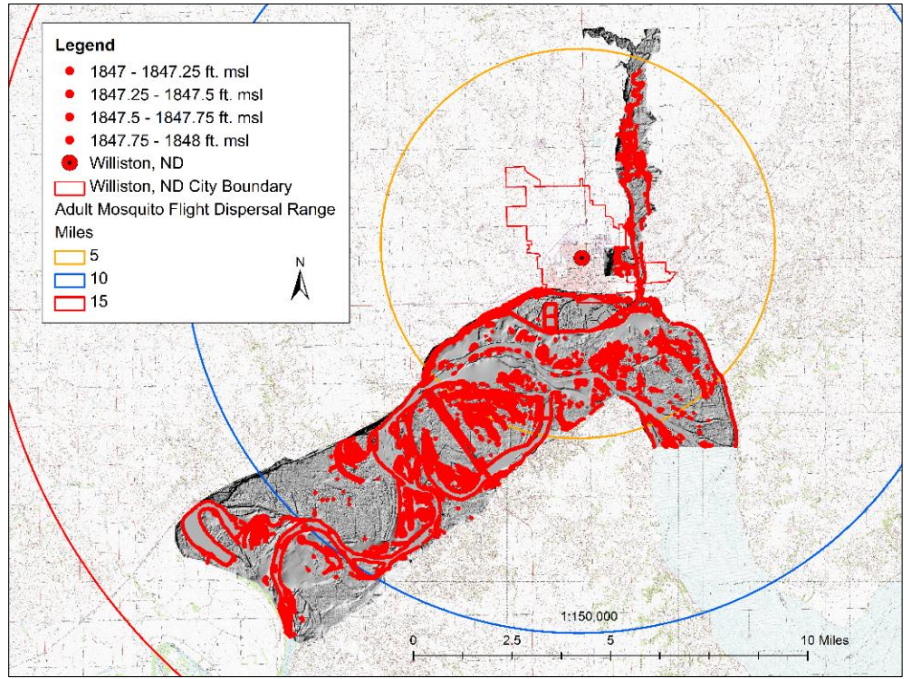 Legend
1847 - 1847.25 ft. msl
1847.25 - 1847.5 ft. msl
1847.5 - 1847.75 ft. msl
1847.75 - 1848 ft. msl
Williston, ND
Williston, ND City Boundary
Adult Mosquito Flight Dispersal Range
Miles
5
10
15
N
1:150,000
0 2.5 5 10 Miles